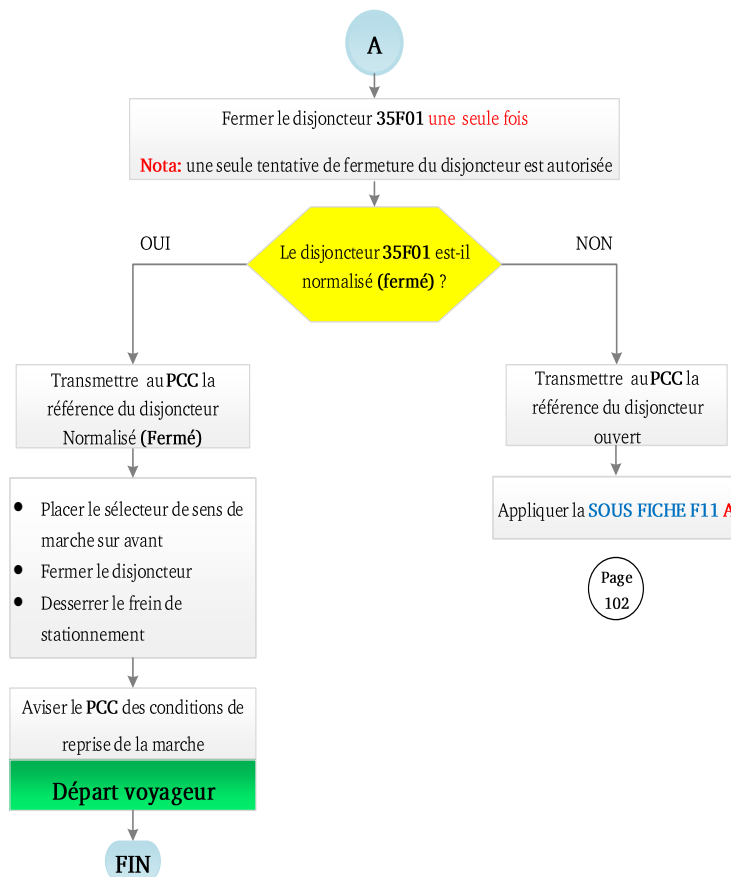 A
Fermer le disjoncteur 35F01 une seule fois
Nota: une seule tentative de fermeture du disjoncteur est autorisée
OUI
NON
Le disjoncteur 35F01 est-il
normalisé (fermé) ?
Transmettre au PCC la
référence du disjoncteur
Normalisé (Fermé)
Transmettre au PCC la
référence du disjoncteur
ouvert
• Placer le sélecteur de sens de
marche sur avant
• Fermer le disjoncteur
• Desserrer le frein de
stationnement
Appliquer la SOUS FICHE F11 A
Page
102
Aviser le PCC des conditions de
reprise de la marche
Départ voyageur
FIN